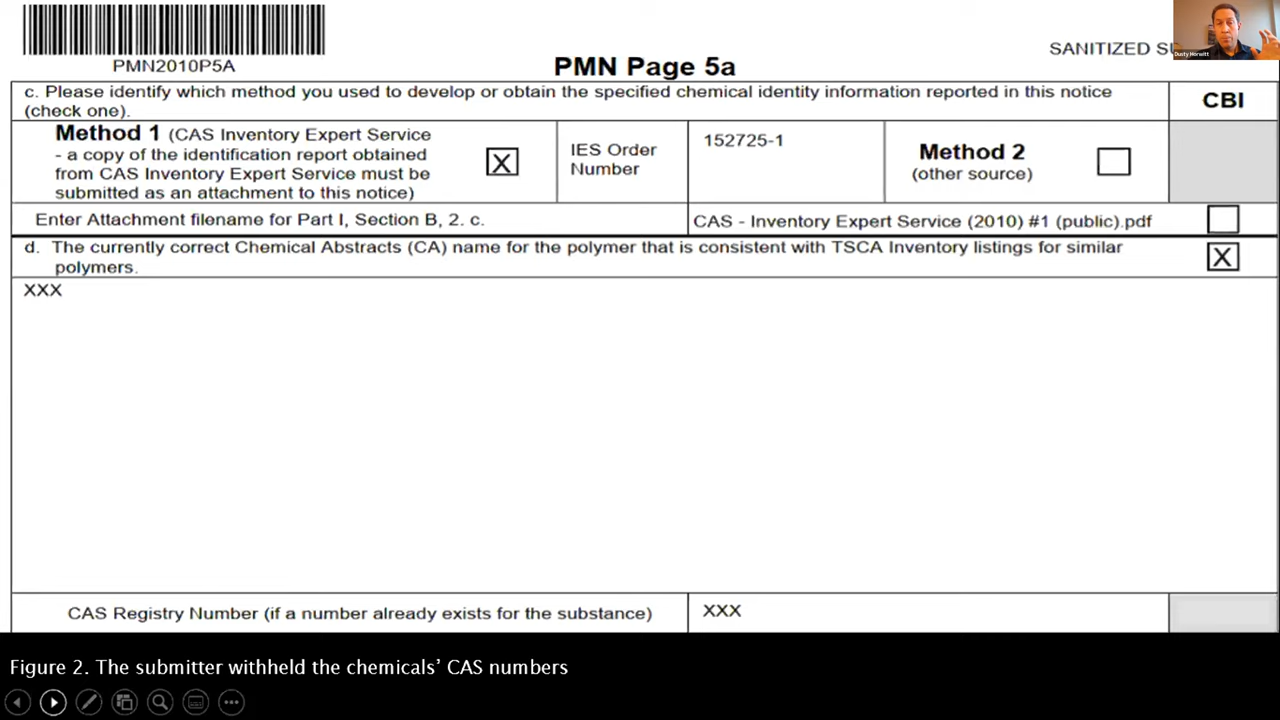 PMN2010P5A
SANITIZED
Dusty Horwitt
PMN Page 5a
c. Please identify which method you used to develop or obtain the specified chemical identity information reported in this notice
(check one).
CBI
Method 1 (CAS Inventory Expert Service
- a copy of the identification report obtained
from CAS Inventory Expert Service must be
submitted as an attachment to this notice)
X
IES Order
Number
152725-1
Method 2
(other source)
Enter Attachment filename for Part I, Section B, 2. c.
CAS - Inventory Expert Service (2010) #1 (public).pdf
d. The currently correct Chemical Abstracts (CA) name for the polymer that is consistent with TSCA Inventory listings for similar
polymers.
X
XXX
CAS Registry Number (if a number already exists for the substance)
XXX
Figure 2. The submitter withheld the chemicals’ CAS numbers